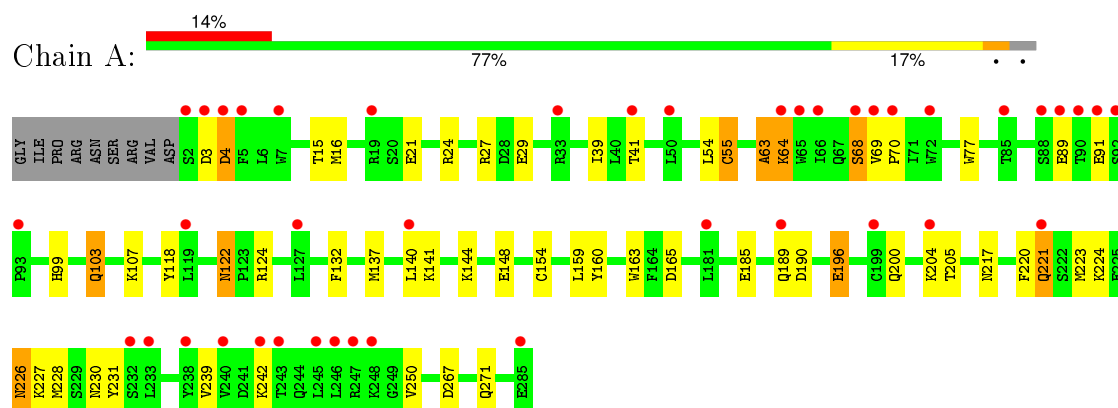 14%
Chain A:
77% 17% • •
GLY ILE PRO ARG ASN SER ARG VAL ASP S2 D3 D4 F5 L6 W7 T15 M16 R19 S20 E21 R24 R27 D28 E29 R33 I39 L40 T41 L50 L54 C55 A63 K64 W65 I66 Q67 S68 V69 P70 I71 W72 W77 T85 S88 E89 T90 E91 S92
P93 H99 Q103 K107 Y118 L119 N122 P123 R124 L127 F132 M137 L140 K141 K144 E148 C154 L159 Y160 W163 F164 D165 L181 E185 Q189 D190 E196 C199 Q200 K204 T205 N217 F220 Q221 S222 M223 K224 E225
N226 K227 M228 S229 N230 Y231 S232 L233 Y238 V239 V240 D241 K242 T243 Q244 L245 L246 R247 K248 G249 V250 D267 Q271 E285